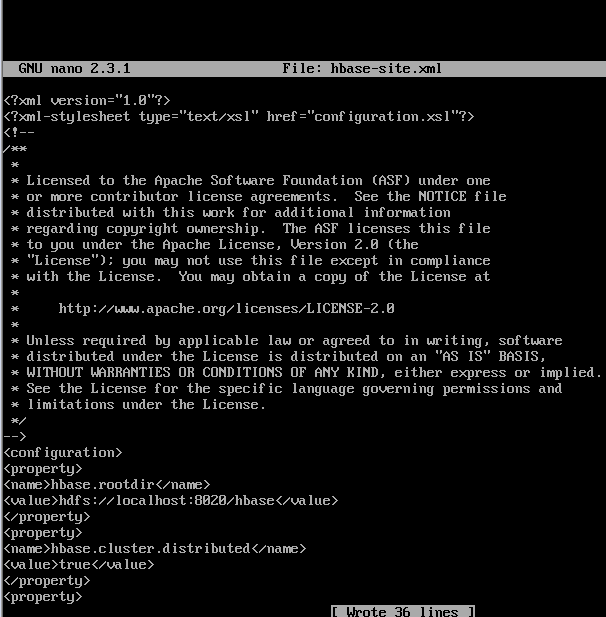 GNU nano 2.3.1                   File: hbase-site.xml
<?xml version="1.0"?>
<?xml-stylesheet type="text/xsl" href="configuration.xsl"?>
<!--
/**
 *
 * Licensed to the Apache Software Foundation (ASF) under one
 * or more contributor license agreements.  See the NOTICE file
 * distributed with this work for additional information
 * regarding copyright ownership.  The ASF licenses this file
 * to you under the Apache License, Version 2.0 (the
 * "License"); you may not use this file except in compliance
 * with the License.  You may obtain a copy of the License at
 *
 *     http://www.apache.org/licenses/LICENSE-2.0
 *
 * Unless required by applicable law or agreed to in writing, software
 * distributed under the License is distributed on an "AS IS" BASIS,
 * WITHOUT WARRANTIES OR CONDITIONS OF ANY KIND, either express or implied.
 * See the License for the specific language governing permissions and
 * limitations under the License.
 */
-->
<configuration>
<property>
<name>hbase.rootdir</name>
<value>hdfs://localhost:8020/hbase</value>
</property>
<property>
<name>hbase.cluster.distributed</name>
<value>true</value>
</property>
<property>
[ Wrote 36 lines ]